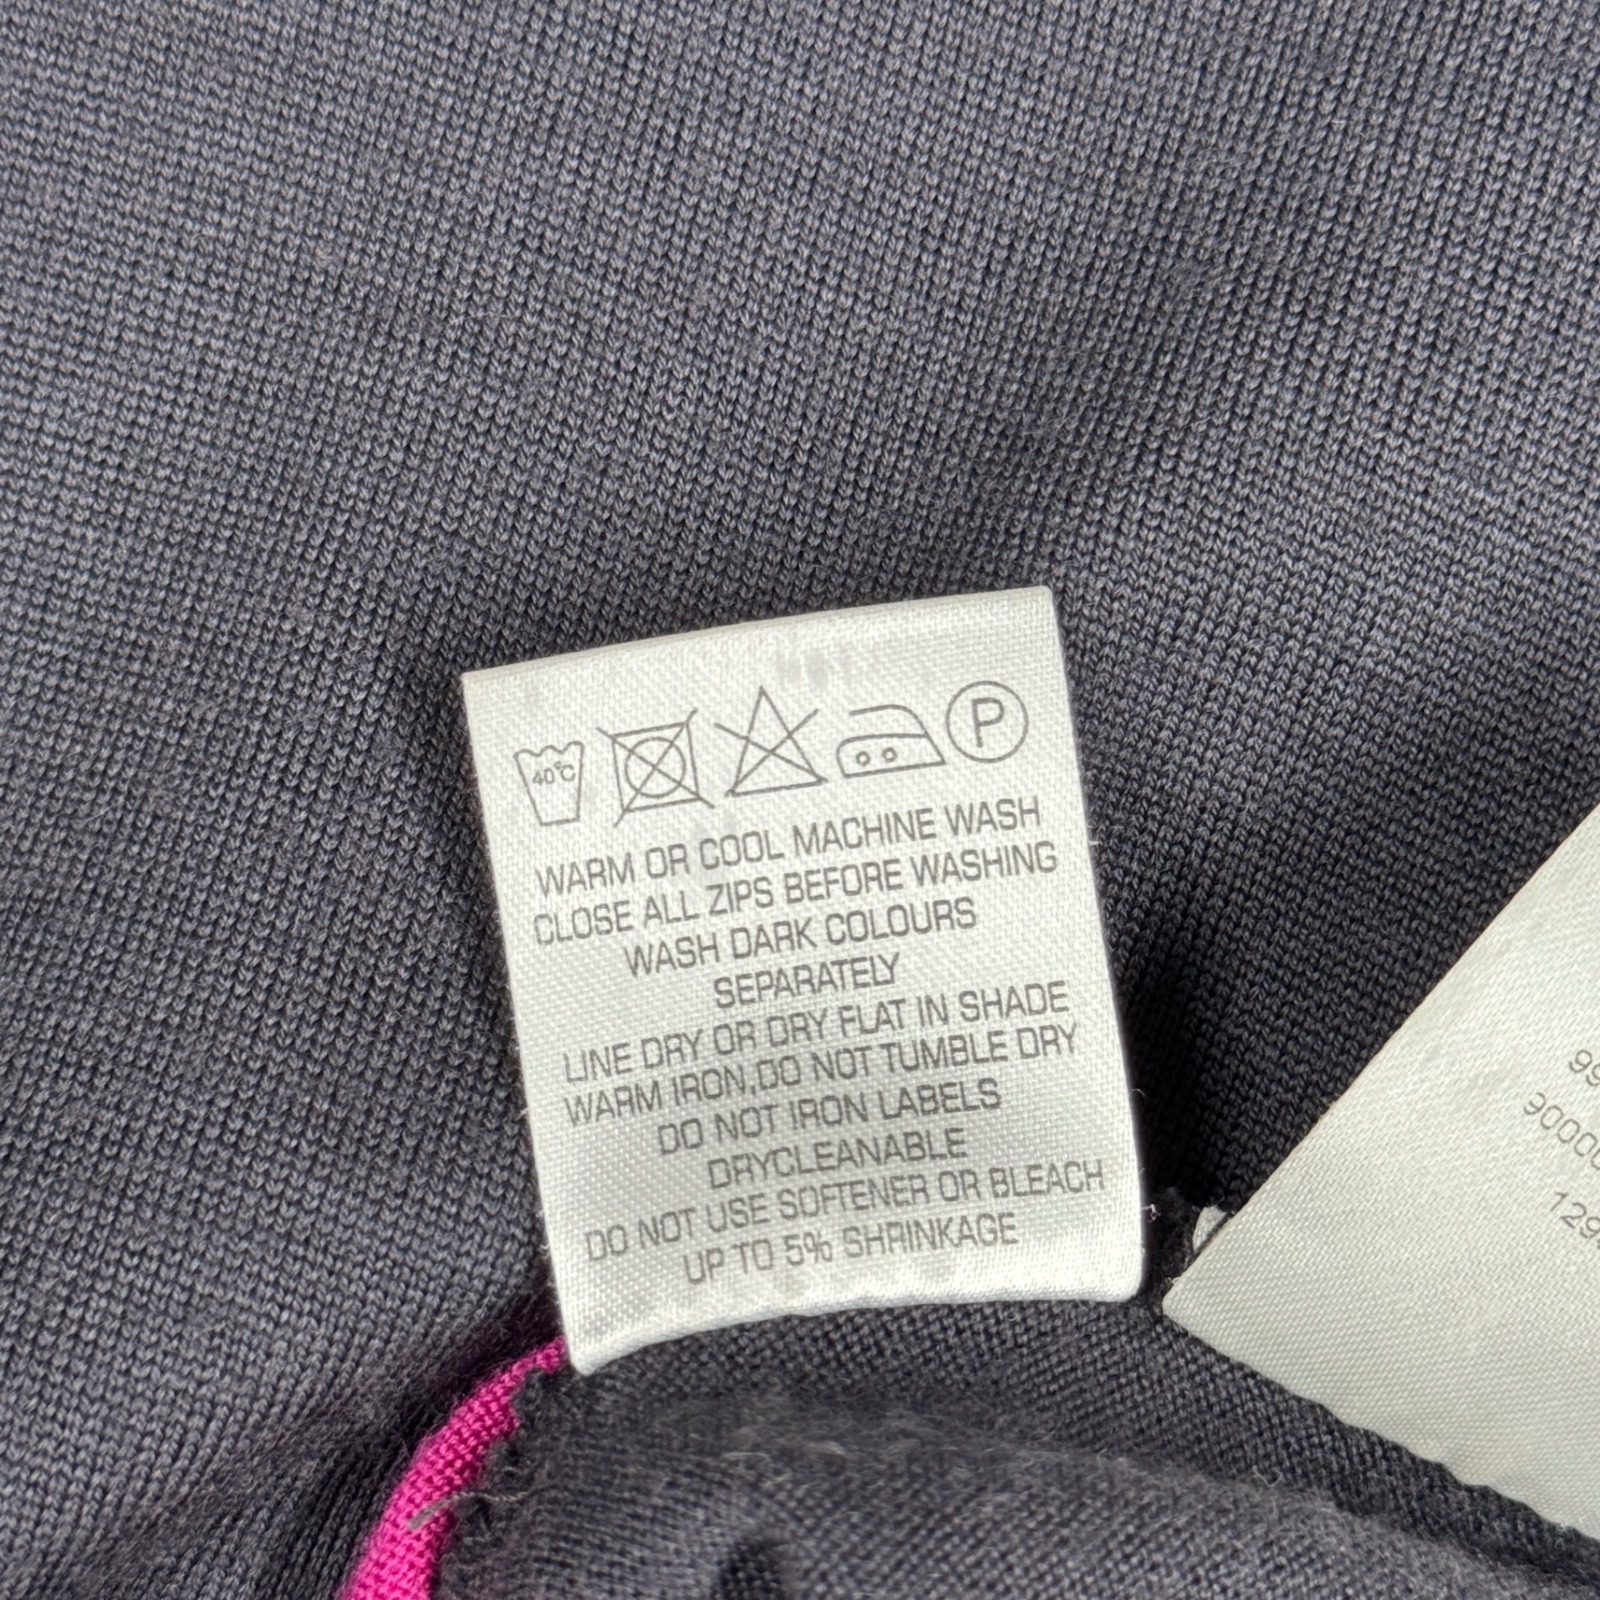 40°C
P
WARM OR COOL MACHINE WASH
CLOSE ALL ZIPS BEFORE WASHING
WASH DARK COLOURS
SEPARATELY
LINE DRY OR DRY FLAT IN SHADE
WARM IRON,DO NOT TUMBLE DRY
DO NOT IRON LABELS
DRYCLEANABLE
DO NOT USE SOFTENER OR BLEACH
UP TO 5% SHRINKAGE